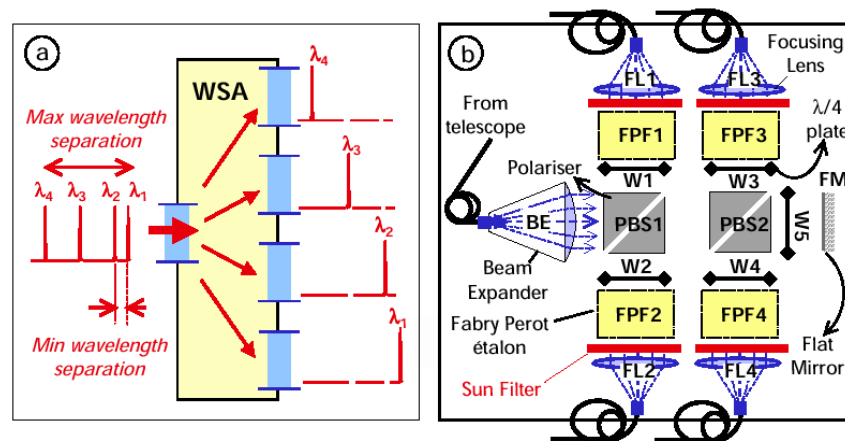 a
WSA
Max wavelength
separation
λ4 λ3 λ2 λ1
Min wavelength
separation
λ4
λ3
λ2
λ1
b
From
telescope
Polariser
BE
Beam
Expander
Fabry Perot
étalon
Sun Filter
FL1
FL3
Focusing
Lens
FPF1
FPF3
λ/4
plate
W1
W3
FM
PBS1
PBS2
W5
W2
W4
FPF2
FPF4
Flat
Mirror
FL2
FL4